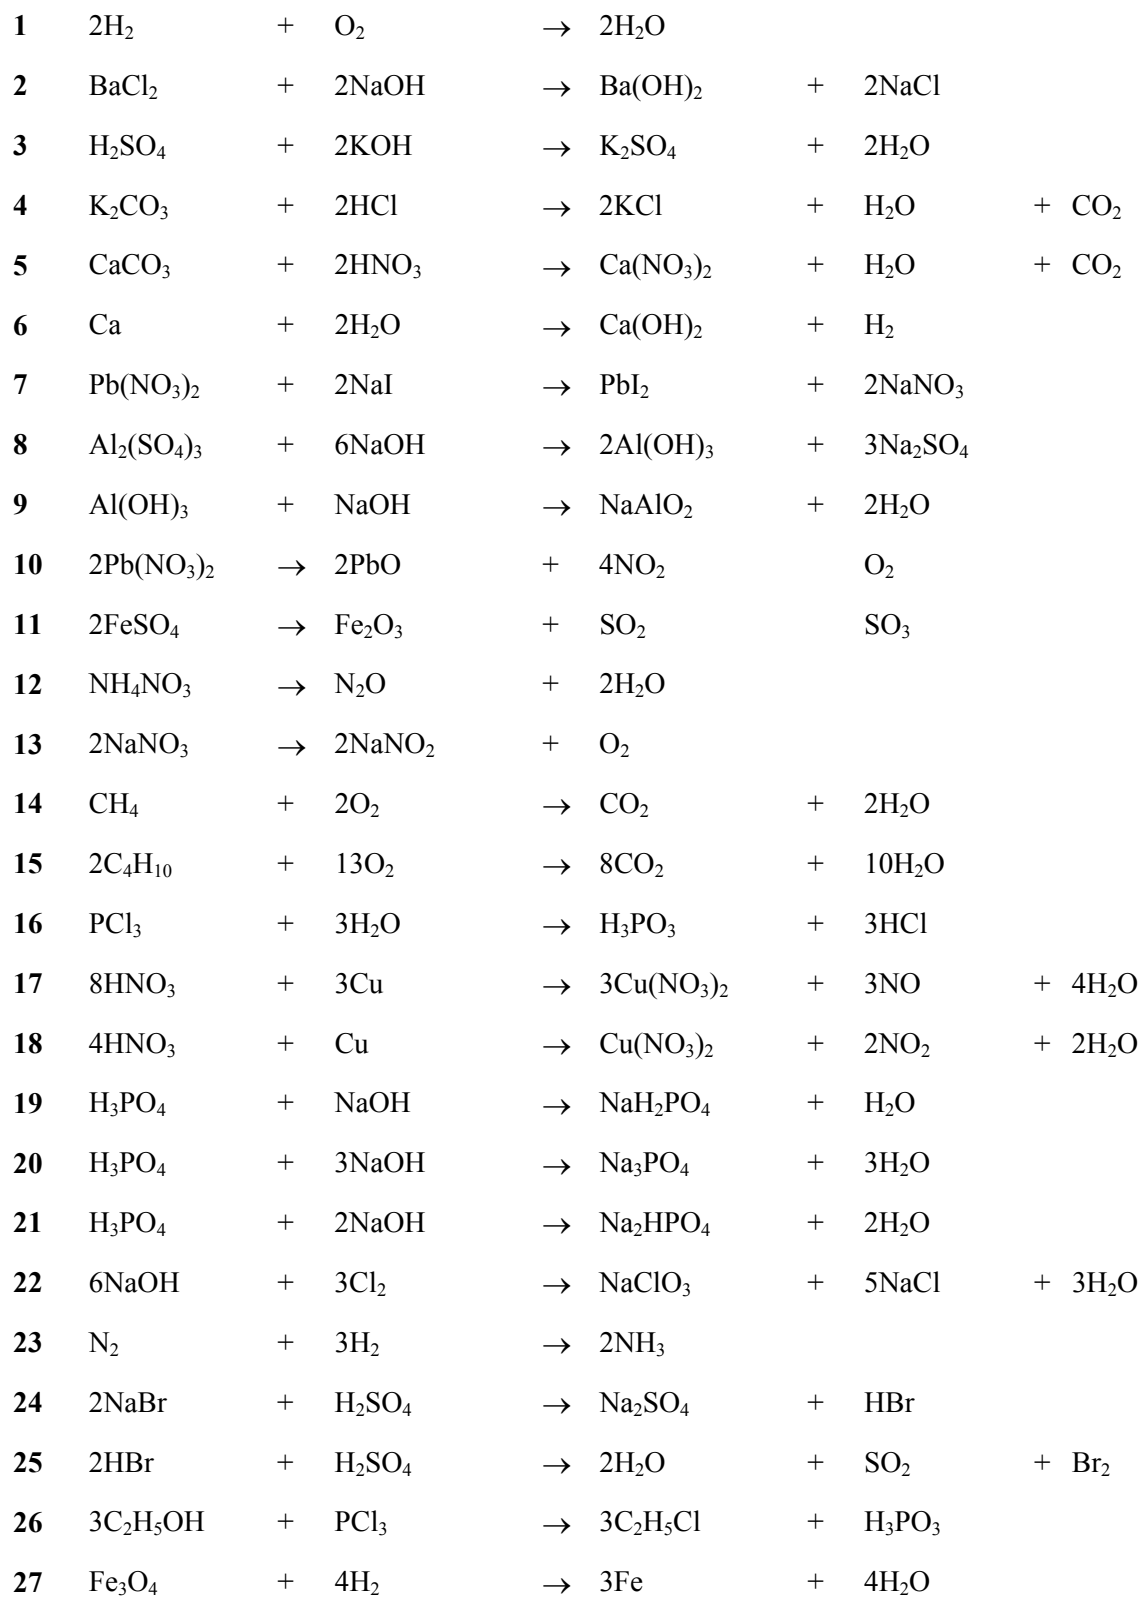 1 2H₂ + O₂ → 2H₂O
2 BaCl₂ + 2NaOH → Ba(OH)₂ + 2NaCl
3 H₂SO₄ + 2KOH → K₂SO₄ + 2H₂O
4 K₂CO₃ + 2HCl → 2KCl + H₂O + CO₂
5 CaCO₃ + 2HNO₃ → Ca(NO₃)₂ + H₂O + CO₂
6 Ca + 2H₂O → Ca(OH)₂ + H₂
7 Pb(NO₃)₂ + 2NaI → PbI₂ + 2NaNO₃
8 Al₂(SO₄)₃ + 6NaOH → 2Al(OH)₃ + 3Na₂SO₄
9 Al(OH)₃ + NaOH → NaAlO₂ + 2H₂O
10 2Pb(NO₃)₂ → 2PbO + 4NO₂ O₂
11 2FeSO₄ → Fe₂O₃ + SO₂ SO₃
12 NH₄NO₃ → N₂O + 2H₂O
13 2NaNO₃ → 2NaNO₂ + O₂
14 CH₄ + 2O₂ → CO₂ + 2H₂O
15 2C₄H₁₀ + 13O₂ → 8CO₂ + 10H₂O
16 PCl₃ + 3H₂O → H₃PO₃ + 3HCl
17 8HNO₃ + 3Cu → 3Cu(NO₃)₂ + 3NO + 4H₂O
18 4HNO₃ + Cu → Cu(NO₃)₂ + 2NO₂ + 2H₂O
19 H₃PO₄ + NaOH → NaH₂PO₄ + H₂O
20 H₃PO₄ + 3NaOH → Na₃PO₄ + 3H₂O
21 H₃PO₄ + 2NaOH → Na₂HPO₄ + 2H₂O
22 6NaOH + 3Cl₂ → NaClO₃ + 5NaCl + 3H₂O
23 N₂ + 3H₂ → 2NH₃
24 2NaBr + H₂SO₄ → Na₂SO₄ + HBr
25 2HBr + H₂SO₄ → 2H₂O + SO₂ + Br₂
26 3C₂H₅OH + PCl₃ → 3C₂H₅Cl + H₃PO₃
27 Fe₃O₄ + 4H₂ → 3Fe + 4H₂O